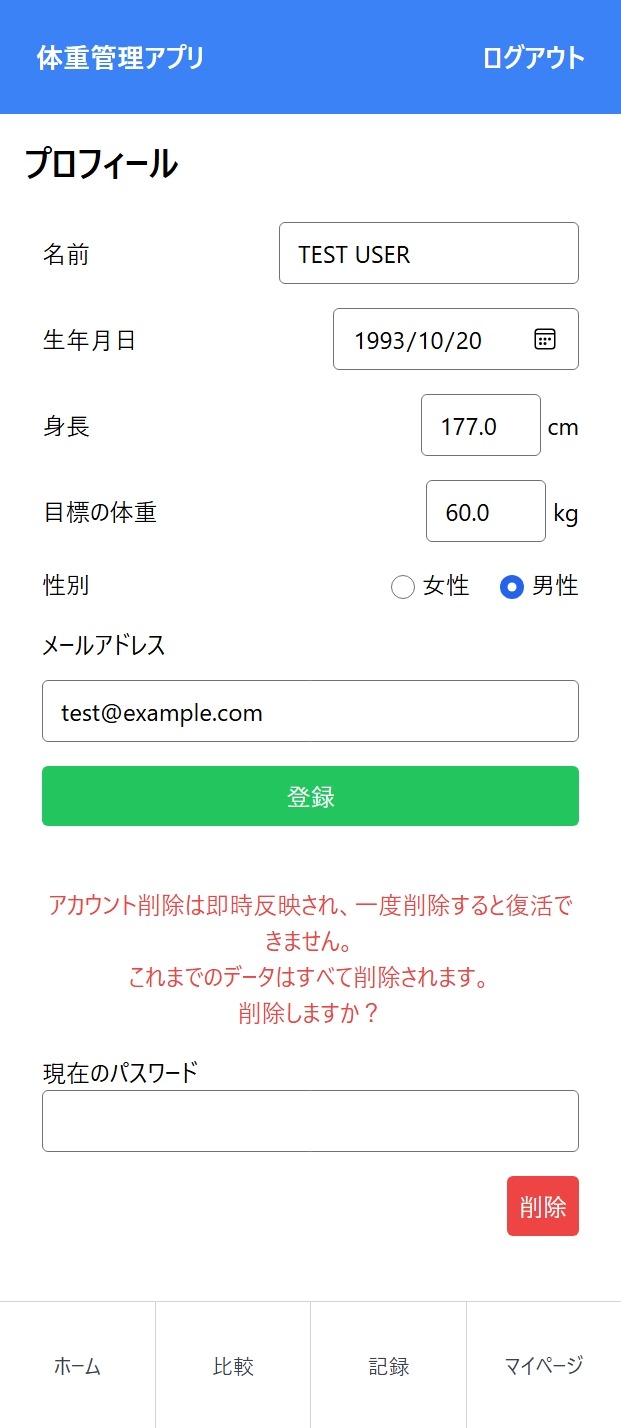 体重管理アプリ ログアウト
プロフィール
名前 TEST USER
生年月日 1993/10/20
身長 177.0 cm
目標の体重 60.0 kg
性別 女性 男性
メールアドレス
test@example.com
登録
アカウント削除は即時反映され、一度削除すると復活で
きません。
これまでのデータはすべて削除されます。
削除しますか？
現在のパスワード
削除
ホーム 比較 記録 マイページ